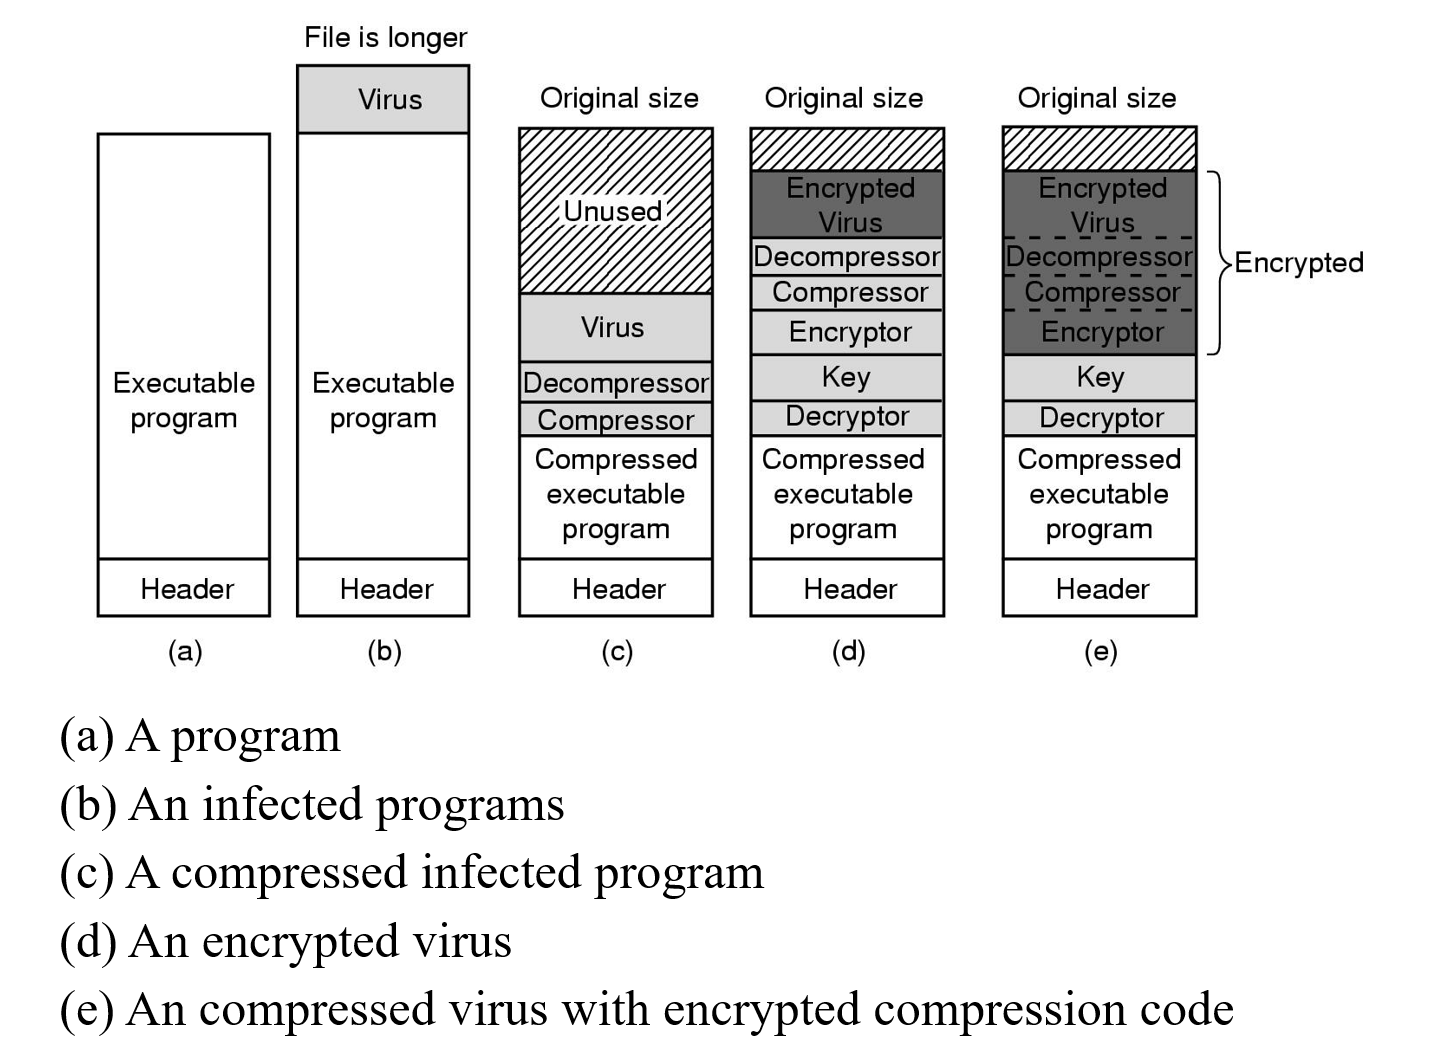 File is longer
Virus
Executable
program
Header
(a)
Executable
program
Header
(b)
Original size
Unused
Virus
Decompressor
Compressor
Compressed
executable
program
Header
(c)
Original size
Encrypted
Virus
Decompressor
Compressor
Encryptor
Key
Decryptor
Compressed
executable
program
Header
(d)
Original size
Encrypted
Virus
Decompressor
Compressor
Encryptor
Key
Decryptor
Compressed
executable
program
Header
(e)
Encrypted
(a) A program
(b) An infected programs
(c) A compressed infected program
(d) An encrypted virus
(e) An compressed virus with encrypted compression code